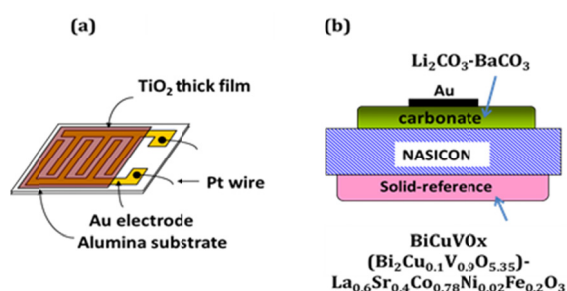 (a)
TiO₂ thick film
Pt wire
Au electrode
Alumina substrate
(b)
Li₂CO₃-BaCO₃
Au
carbonate
NASICON
Solid-reference
BiCuV0x
(Bi₂Cu₀.₁V₀.₉O₅.₃₅)-
La₀.₆Sr₀.₄Co₀.₇₈Ni₀.₀₂Fe₀.₂O₃